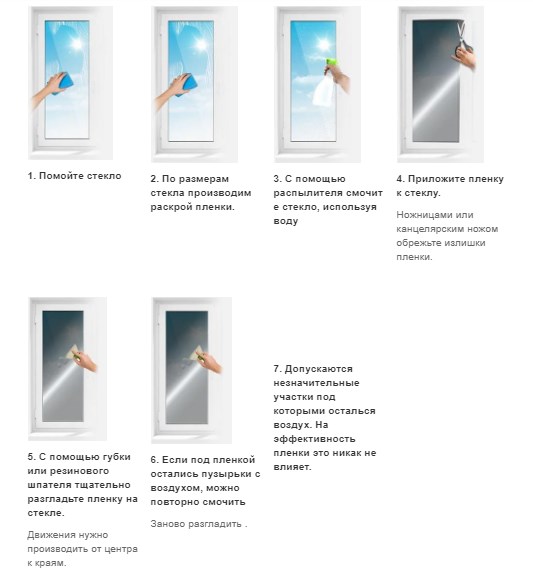 1. Помойте стекло
2. По размерам
стекла производим
раскрой пленки.
3. С помощью
распылителя смочит
е стекло, используя
воду
4. Приложите пленку
к стеклу.
Ножницами или
канцелярским ножом
обрежьте излишки
пленки.
5. С помощью губки
или резинового
шпателя тщательно
разгладьте пленку на
стекле.
Движения нужно
производить от центра
к краям.
6. Если под пленкой
остались пузырьки с
воздухом, можно
повторно смочить
Заново разгладить .
7. Допускаются
незначительные
участки под
которыми осталься
воздух. На
эффективность
пленки это никак не
влияет.